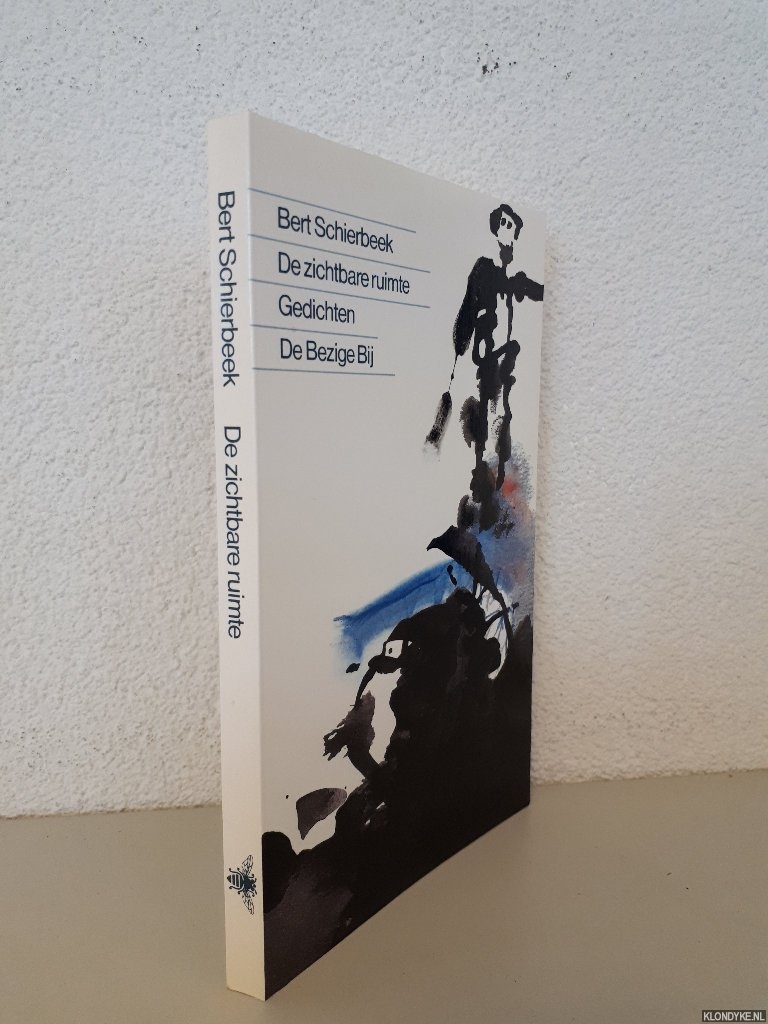 Bert Schierbeek De zichtbare ruimte
Bert Schierbeek
De zichtbare ruimte
Gedichten
De Bezige Bij
KLONDYKE.NL